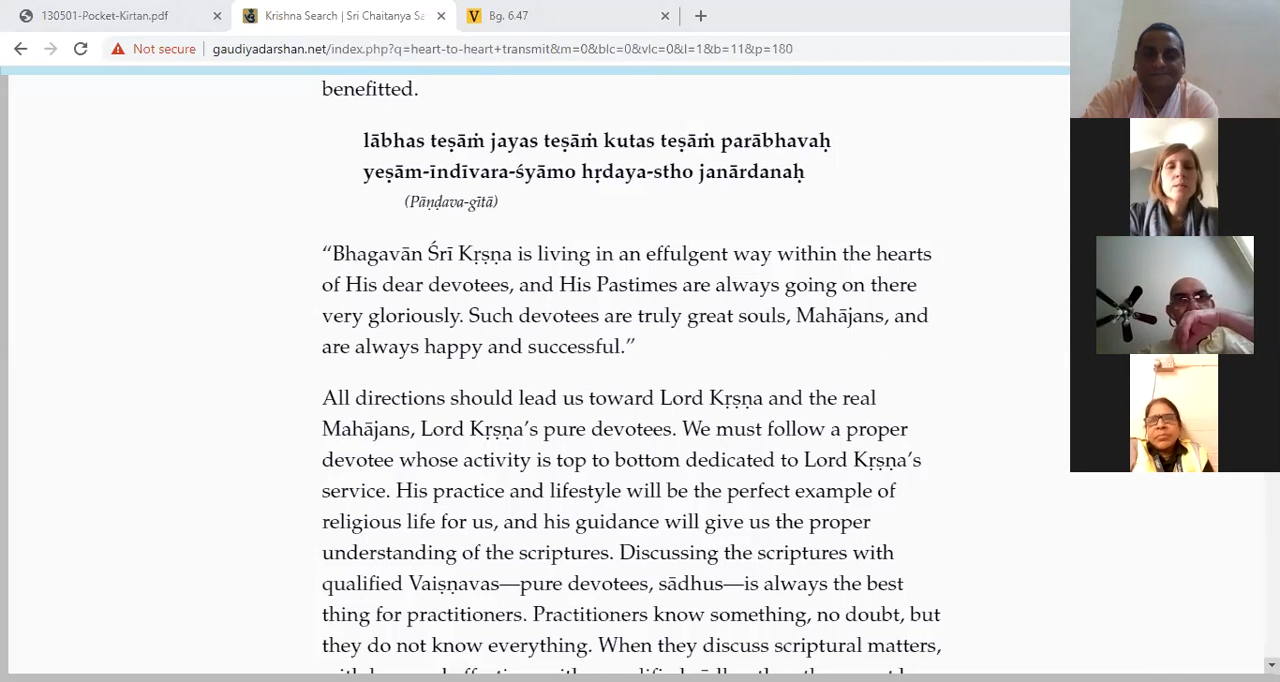 130501-Pocket-Kirtan.pdf
Krishna Search | Sri Chaitanya Sa
Bg. 6.47
Not secure | gaudiyadarshan.net/index.php?q=heart-to-heart+transmit&m=0&blc=0&vlc=0&l=1&b=11&p=180
benefitted.
lābhas teṣāṁ jayas teṣāṁ kutas teṣāṁ parābhavaḥ
yeṣām-īndīvara-śyāmo hṛdaya-stho janārdanaḥ
(Pāṇḍava-gītā)
“Bhagavān Śrī Kṛṣṇa is living in an effulgent way within the hearts
of His dear devotees, and His Pastimes are always going on there
very gloriously. Such devotees are truly great souls, Mahājans, and
are always happy and successful.”
All directions should lead us toward Lord Kṛṣṇa and the real
Mahājans, Lord Kṛṣṇa’s pure devotees. We must follow a proper
devotee whose activity is top to bottom dedicated to Lord Kṛṣṇa’s
service. His practice and lifestyle will be the perfect example of
religious life for us, and his guidance will give us the proper
understanding of the scriptures. Discussing the scriptures with
qualified Vaiṣṇavas—pure devotees, sādhus—is always the best
thing for practitioners. Practitioners know something, no doubt, but
they do not know everything. When they discuss scriptural matters,